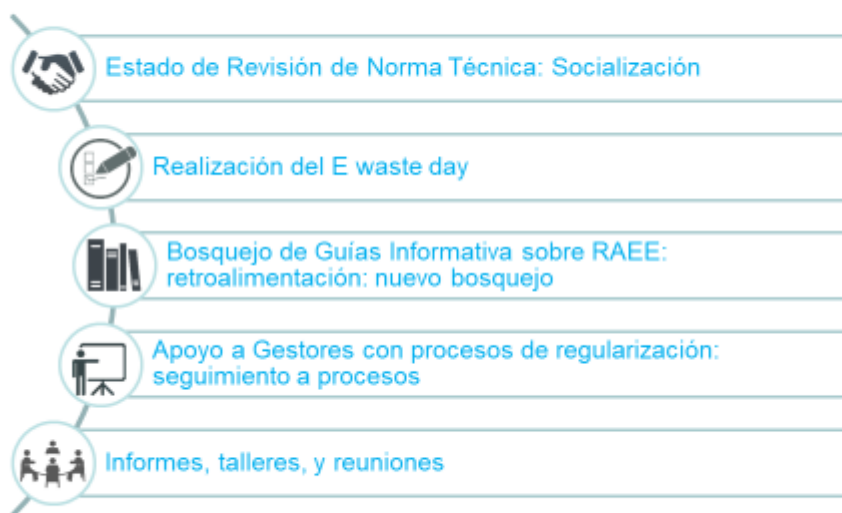 Estado de Revisión de Norma Técnica: Socialización
Realización del E waste day
Bosquejo de Guías Informativa sobre RAEE:
retroalimentación: nuevo bosquejo
Apoyo a Gestores con procesos de regularización:
seguimiento a procesos
Informes, talleres, y reuniones